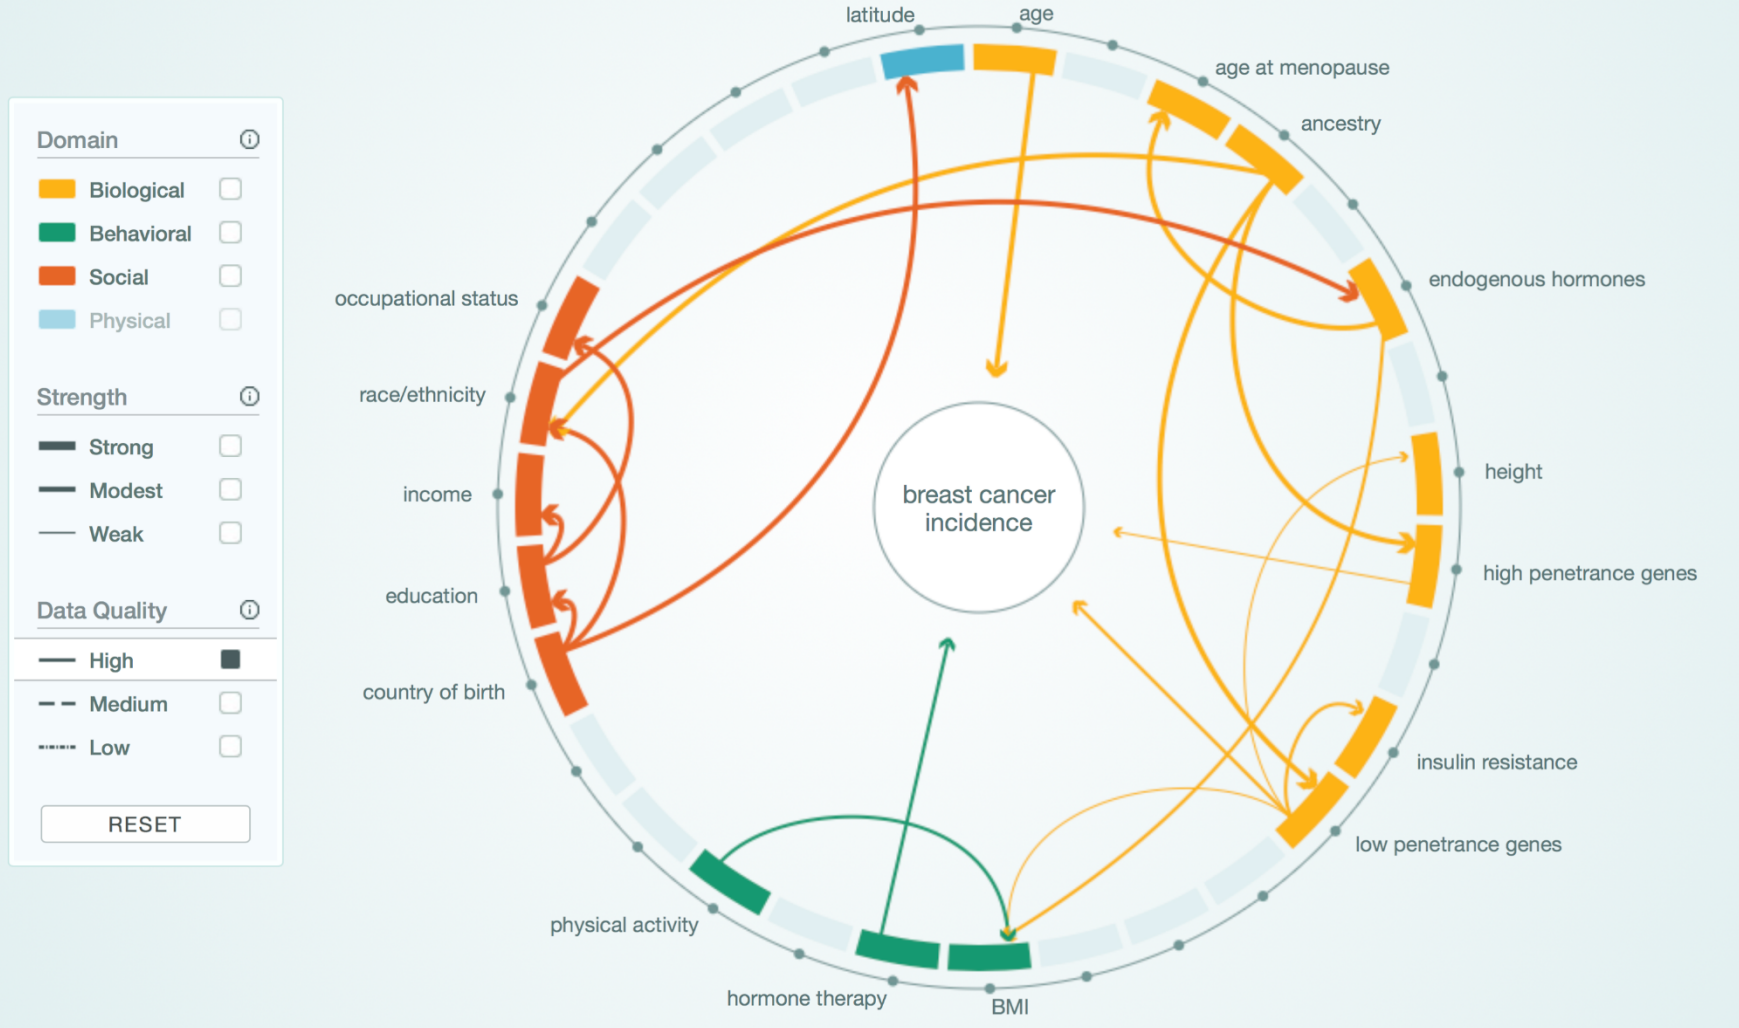 Domain
Biological
Behavioral
Social
Physical
Strength
Strong
Modest
Weak
Data Quality
High
Medium
Low
RESET
latitude
age
age at menopause
ancestry
endogenous hormones
height
high penetrance genes
insulin resistance
low penetrance genes
BMI
hormone therapy
physical activity
country of birth
education
income
race/ethnicity
occupational status
breast cancer
incidence